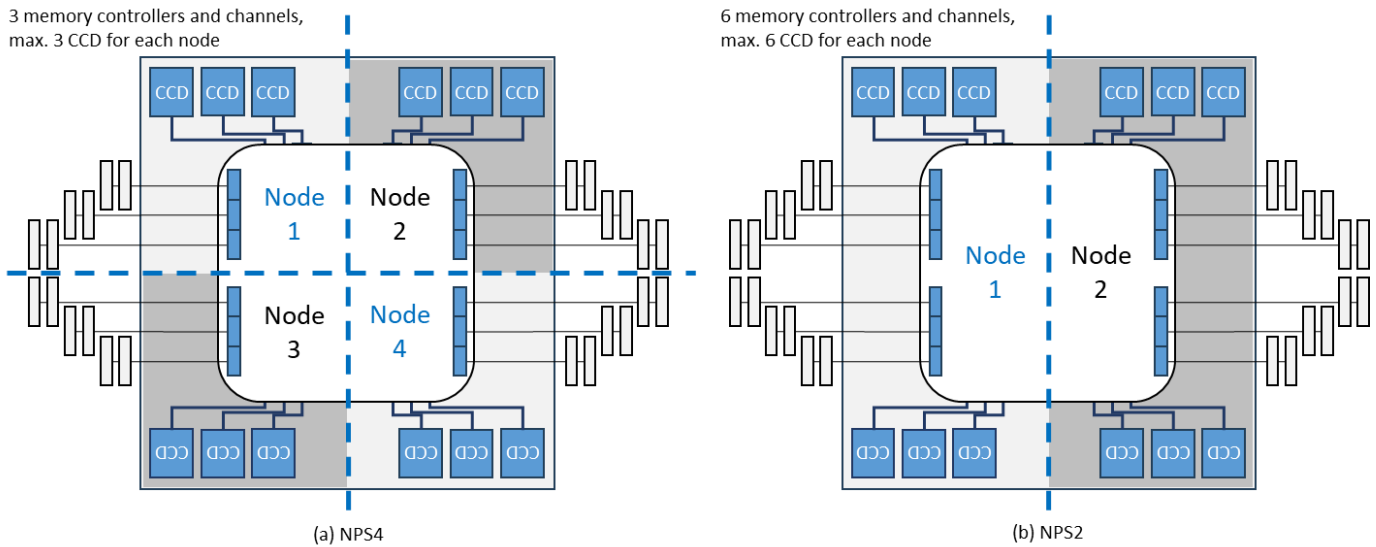 3 memory controllers and channels,
max. 3 CCD for each node
CCD CCD CCD CCD CCD CCD
Node
1
Node
2
Node
3
Node
4
CCD CCD CCD CCD CCD CCD
(a) NPS4
6 memory controllers and channels,
max. 6 CCD for each node
CCD CCD CCD CCD CCD CCD
Node
1
Node
2
CCD CCD CCD CCD CCD CCD
(b) NPS2